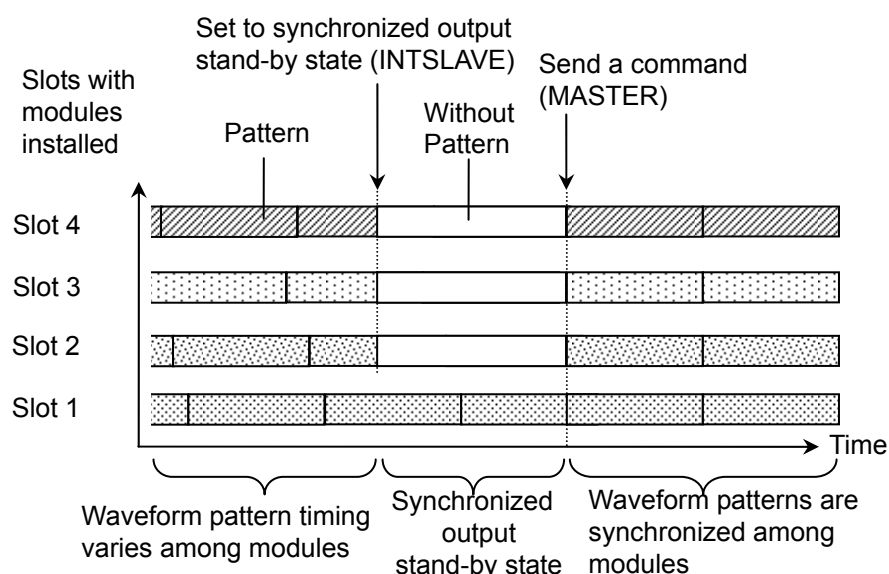 Set to synchronized output
stand-by state (INTSLAVE)
Send a command
(MASTER)
Slots with
modules
installed
Pattern
Without
Pattern
Slot 4
Slot 3
Slot 2
Slot 1
Time
Waveform pattern timing
varies among modules
Synchronized
output
stand-by state
Waveform patterns are
synchronized among
modules